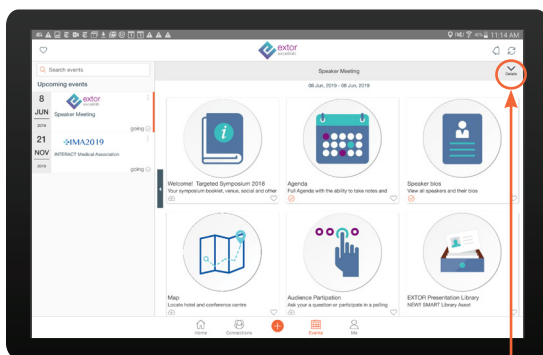 45% 11:14 AM
extor
Search events
Speaker Meeting
Details
Upcoming events
08 Jun, 2019 - 08 Jun, 2019
8
JUN
2019
extor
Speaker Meeting
going
21
NOV
2019
IMA2019
INTERACT Medical Association
going
Welcome! Targeted Symposium 2018
Your symposium booklet, venue, social and other
Agenda
Full Agenda with the ability to take notes and
Speaker bios
View all speakers and their bios
Map
Locate hotel and conference centre
Audience Partipation
Ask your a question or participate in a polling
EXTOR Presentation Library
NEW!! SMART Library Asset
Home
Connections
Events
Me